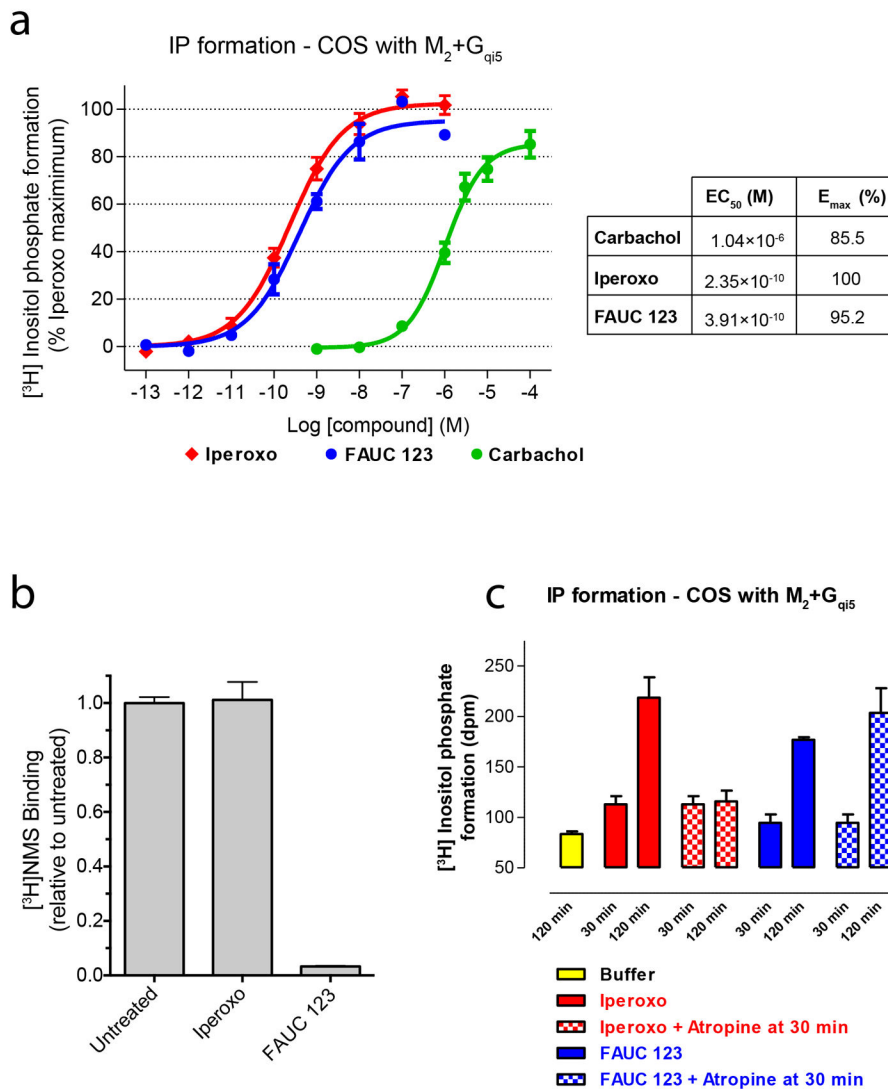 a
IP formation - COS with M₂+G_qi5
[³H] Inositol phosphate formation
(% Iperoxo maximimum)
100
80
60
40
20
0
-13 -12 -11 -10 -9 -8 -7 -6 -5 -4
Log [compound] (M)
Iperoxo FAUC 123 Carbachol
EC₅₀ (M) E_max (%)
Carbachol 1.04×10⁻⁶ 85.5
Iperoxo 2.35×10⁻¹⁰ 100
FAUC 123 3.91×10⁻¹⁰ 95.2
b
[³H]NMS Binding
(relative to untreated)
1.0
0.8
0.6
0.4
0.2
0.0
Untreated
Iperoxo
FAUC 123
c
IP formation - COS with M₂+G_qi5
[³H] Inositol phosphate
formation (dpm)
250
200
150
100
50
120 min 30 min 120 min 30 min 120 min 30 min 120 min 30 min 120 min
Buffer
Iperoxo
Iperoxo + Atropine at 30 min
FAUC 123
FAUC 123 + Atropine at 30 min